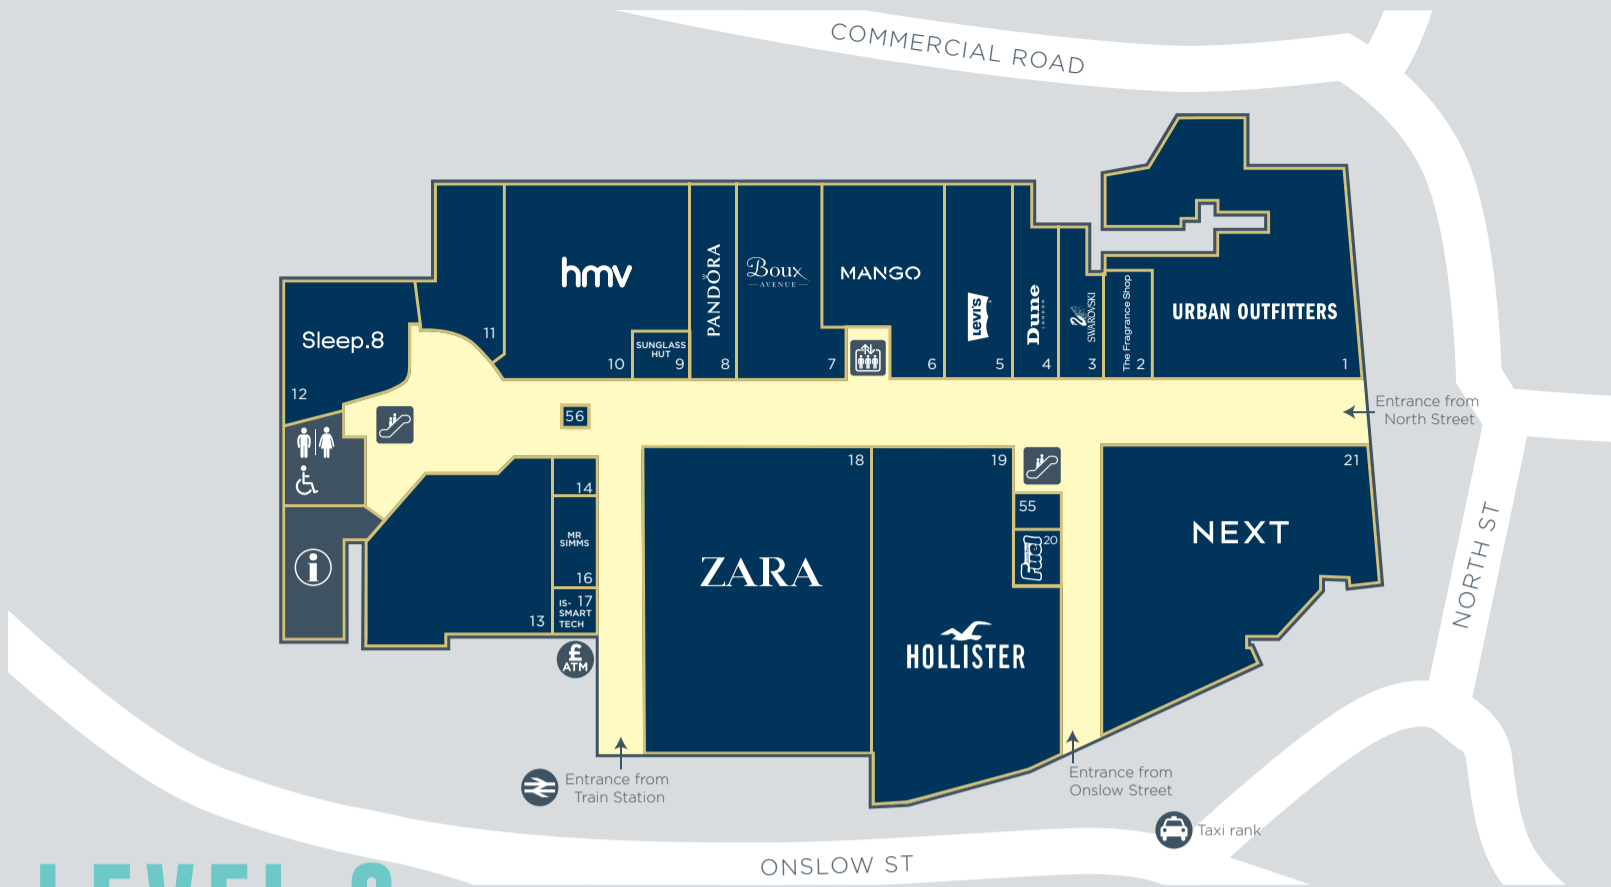 COMMERCIAL ROAD
hmv
PANDÓRA
Boux
AVENUE
MANGO
LEVI'S
Dune
LONDON
SWAROVSKI
The Fragrance Shop
URBAN OUTFITTERS
Sleep.8
SUNGLASS
HUT
12
11
10
9
8
7
6
5
4
3
2
1
56
Entrance from
North Street
14
MR
SIMMS
16
IS- 17
SMART
TECH
13
£
ATM
18
ZARA
19
HOLLISTER
55
20
Fuel
21
NEXT
NORTH ST
i
Entrance from
Train Station
Entrance from
Onslow Street
Taxi rank
ONSLOW ST